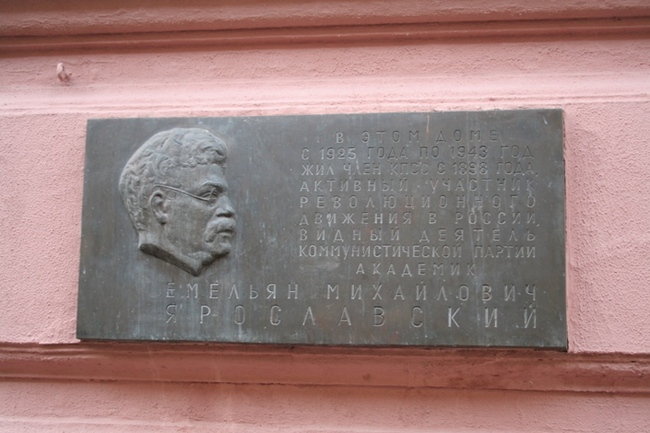 В ЭТОМ ДОМЕ
С 1925 ГОДА ПО 1943 ГОД
ЖИЛ ЧЛЕН КПСС С 1898 ГОДА,
АКТИВНЫЙ УЧАСТНИК
РЕВОЛЮЦИОННОГО
ДВИЖЕНИЯ В РОССИИ,
ВИДНЫЙ ДЕЯТЕЛЬ
КОММУНИСТИЧЕСКОЙ ПАРТИИ
АКАДЕМИК
ЕМЕЛЬЯН МИХАЙЛОВИЧ
ЯРОСЛАВСКИЙ